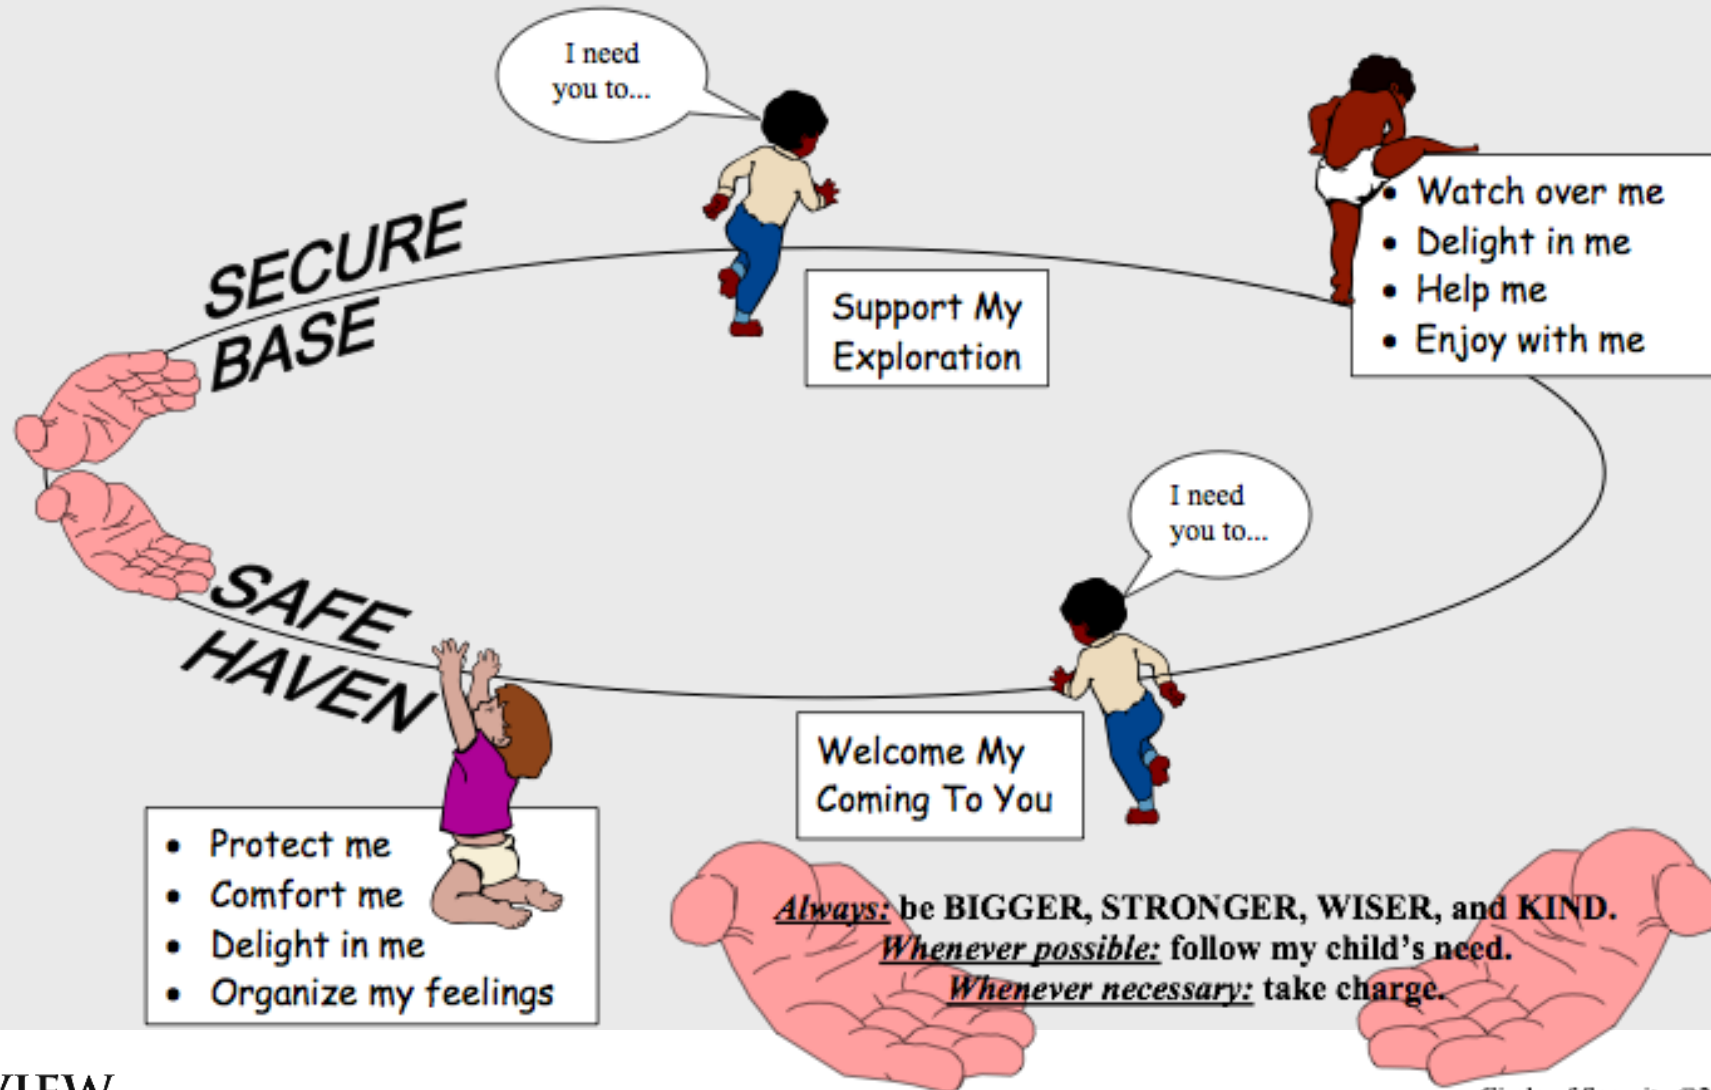 I need
you to...
SECURE
BASE
Support My
Exploration
• Watch over me
• Delight in me
• Help me
• Enjoy with me
I need
you to...
SAFE
HAVEN
Welcome My
Coming To You
• Protect me
• Comfort me
• Delight in me
• Organize my feelings
Always: be BIGGER, STRONGER, WISER, and KIND.
Whenever possible: follow my child's need.
Whenever necessary: take charge.